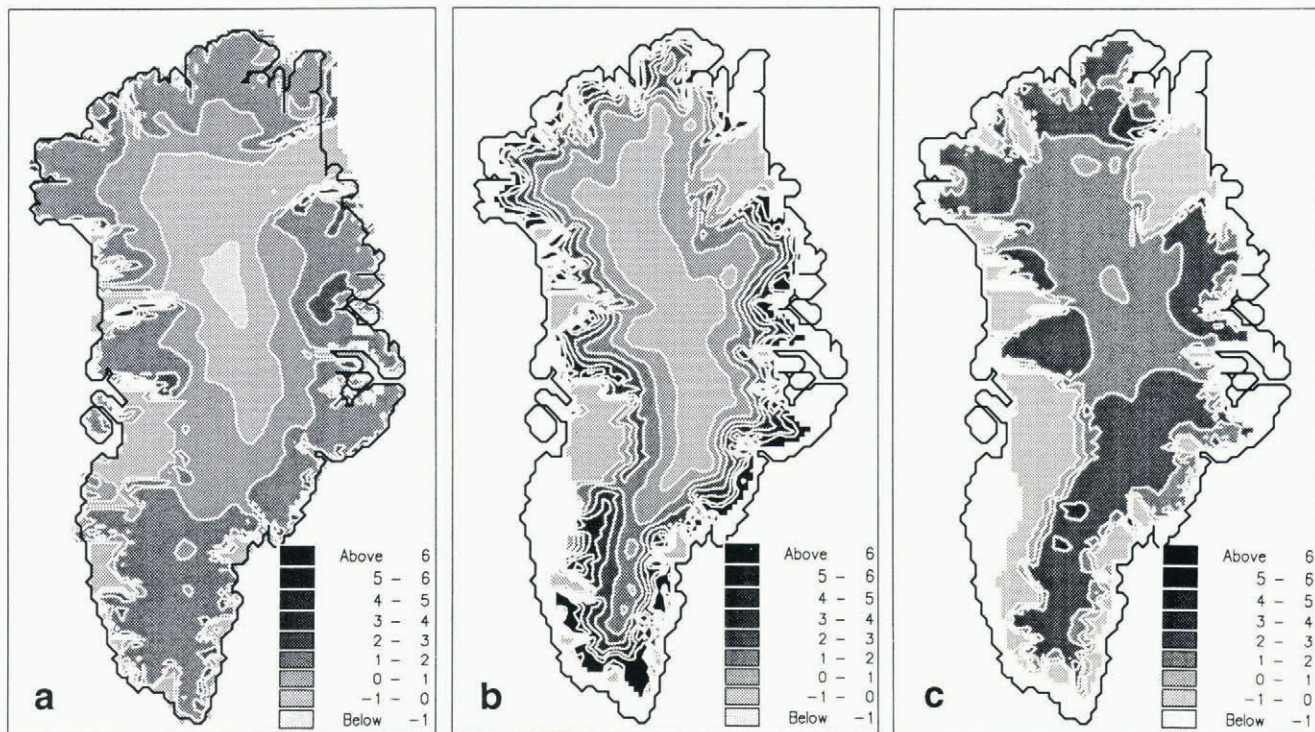 Above 6
5 – 6
4 – 5
3 – 4
2 – 3
1 – 2
0 – 1
–1 – 0
Below –1
a
Above 6
5 – 6
4 – 5
3 – 4
2 – 3
1 – 2
0 – 1
–1 – 0
Below –1
b
Above 6
5 – 6
4 – 5
3 – 4
2 – 3
1 – 2
0 – 1
–1 – 0
Below –1
c